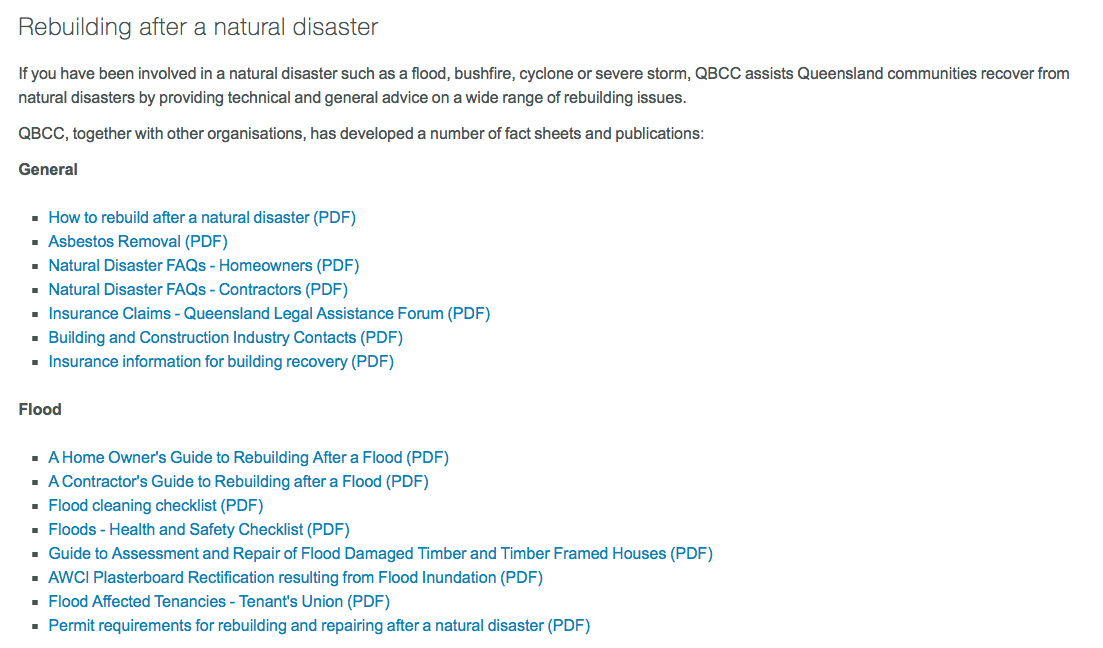 Rebuilding after a natural disaster
If you have been involved in a natural disaster such as a flood, bushfire, cyclone or severe storm, QBCC assists Queensland communities recover from
natural disasters by providing technical and general advice on a wide range of rebuilding issues.
QBCC, together with other organisations, has developed a number of fact sheets and publications:
General
How to rebuild after a natural disaster (PDF)
Asbestos Removal (PDF)
Natural Disaster FAQs - Homeowners (PDF)
Natural Disaster FAQs - Contractors (PDF)
Insurance Claims - Queensland Legal Assistance Forum (PDF)
Building and Construction Industry Contacts (PDF)
Insurance information for building recovery (PDF)
Flood
A Home Owner's Guide to Rebuilding After a Flood (PDF)
A Contractor's Guide to Rebuilding after a Flood (PDF)
Flood cleaning checklist (PDF)
Floods - Health and Safety Checklist (PDF)
Guide to Assessment and Repair of Flood Damaged Timber and Timber Framed Houses (PDF)
AWCI Plasterboard Rectification resulting from Flood Inundation (PDF)
Flood Affected Tenancies - Tenant's Union (PDF)
Permit requirements for rebuilding and repairing after a natural disaster (PDF)